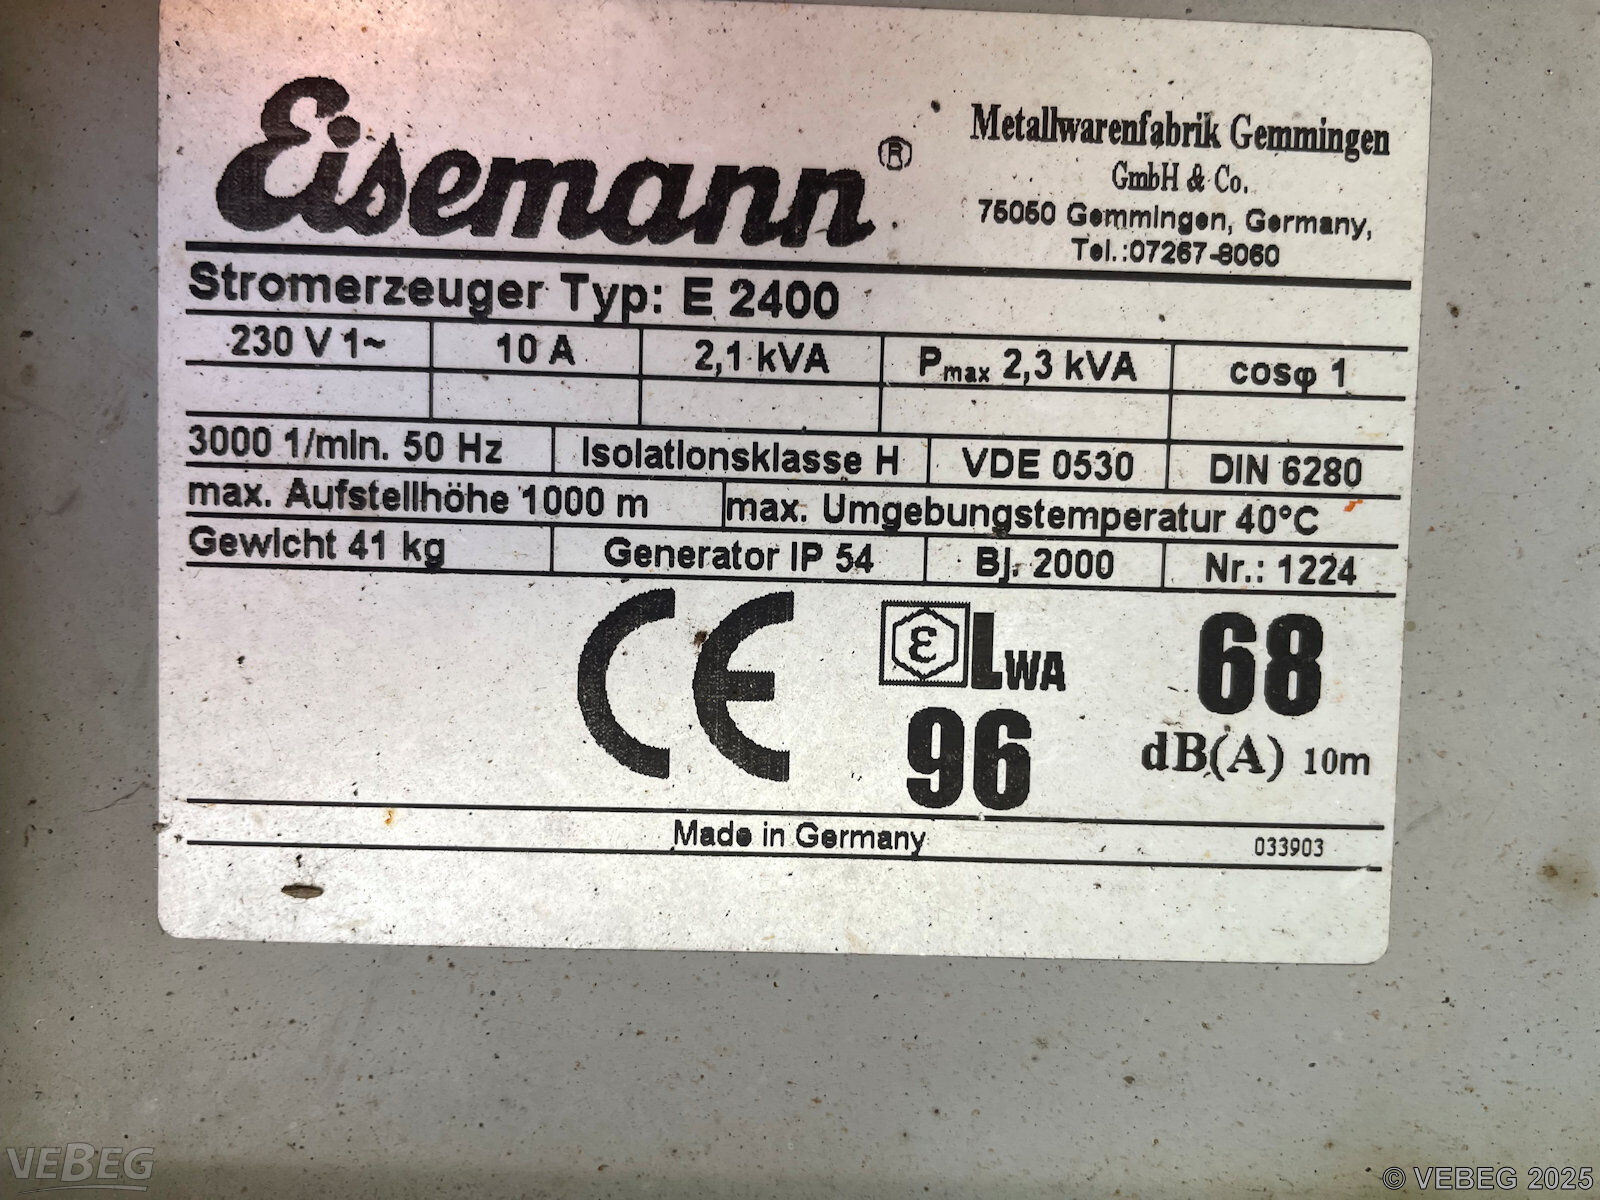 Eisemann®
Metallwarenfabrik Gemmingen
GmbH & Co.
75050 Gemmingen, Germany,
Tel.:07267-8060
Stromerzeuger Typ: E 2400
230 V 1~ 10 A 2,1 kVA Pmax 2,3 kVA cosφ 1
3000 1/min. 50 Hz Isolationsklasse H VDE 0530 DIN 6280
max. Aufstellhöhe 1000 m max. Umgebungstemperatur 40°C
Gewicht 41 kg Generator IP 54 Bj. 2000 Nr.: 1224
CE ε LWA 68
96 dB(A) 10m
Made in Germany 033903
VEBEG
© VEBEG 2025